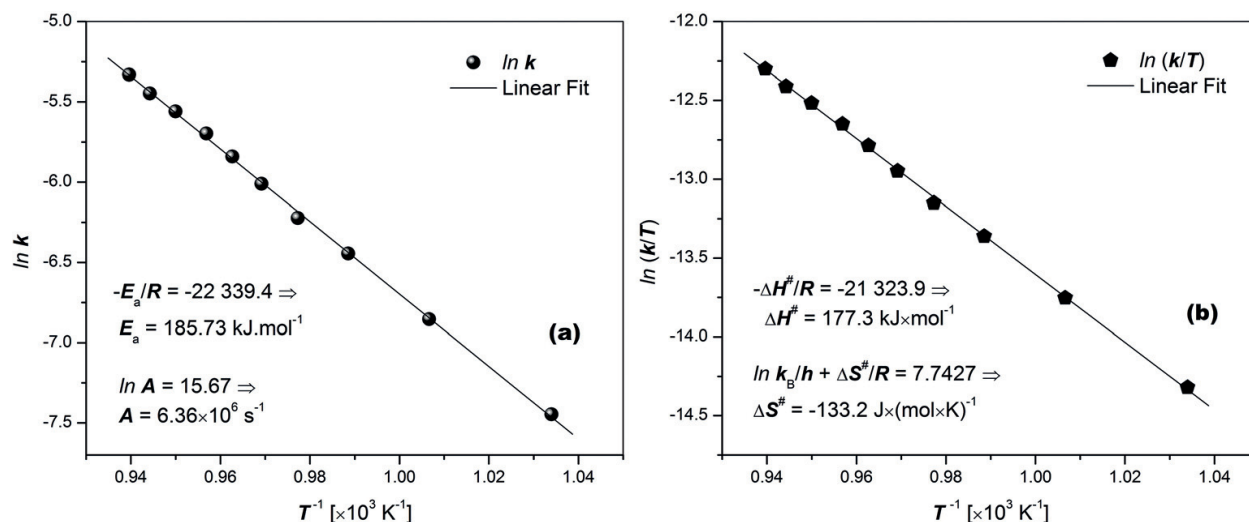 -5.0
-5.5
-6.0
-6.5
-7.0
-7.5
ln k
ln k
Linear Fit
-Eₐ/R = -22 339.4 ⇒
Eₐ = 185.73 kJ.mol⁻¹
ln A = 15.67 ⇒
A = 6.36×10⁶ s⁻¹
(a)
0.94 0.96 0.98 1.00 1.02 1.04
T⁻¹ [×10³ K⁻¹]
-12.0
-12.5
-13.0
-13.5
-14.0
-14.5
ln (k/T)
ln (k/T)
Linear Fit
-ΔH^#/R = -21 323.9 ⇒
ΔH^# = 177.3 kJ×mol⁻¹
ln k_B/h + ΔS^#/R = 7.7427 ⇒
ΔS^# = -133.2 J×(mol×K)⁻¹
(b)
0.94 0.96 0.98 1.00 1.02 1.04
T⁻¹ [×10³ K⁻¹]